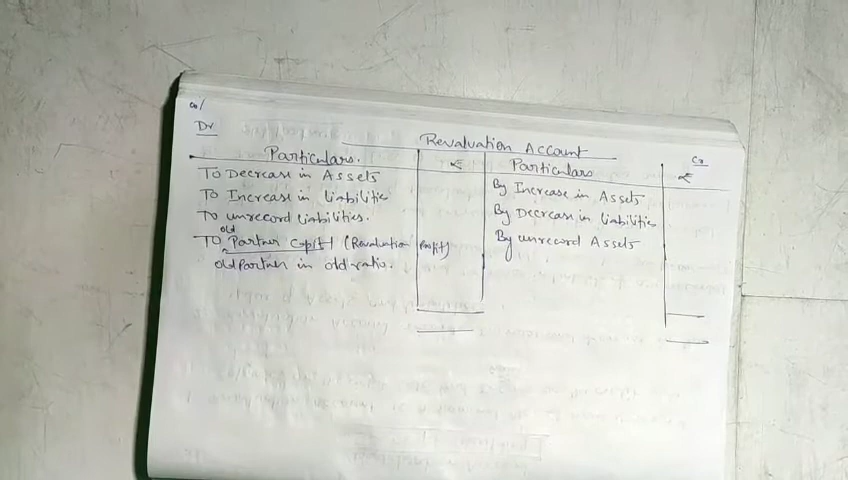 Dr
Revaluation Account
Cr
Particulars.
₹
Particulars
₹
To Decrease in Assets
To Increase in liabilities
To unrecord liabilities.
old
To Partner Capital (Revaluation Profit)
old Partner in old ratio.
By Increase in Assets
By Decrease in liabilities
By unrecord Assets